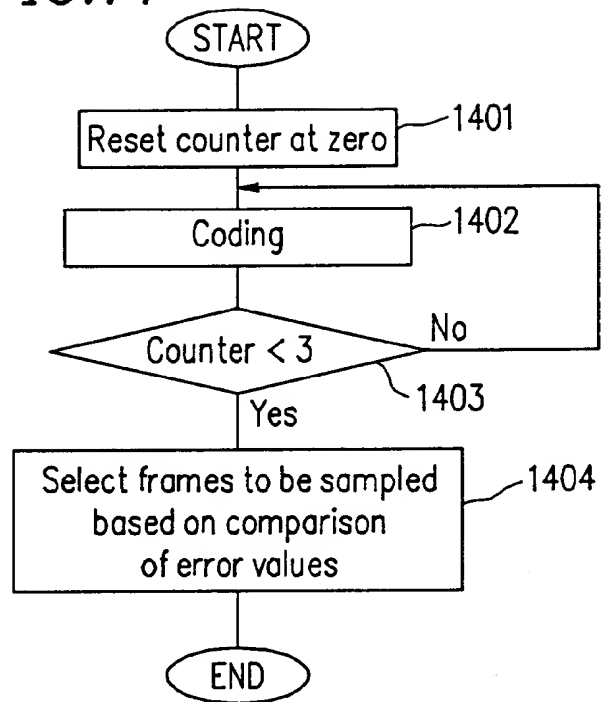 START
Reset counter at zero
1401
Coding
1402
Counter < 3
No
1403
Yes
Select frames to be sampled
based on comparison
of error values
1404
END